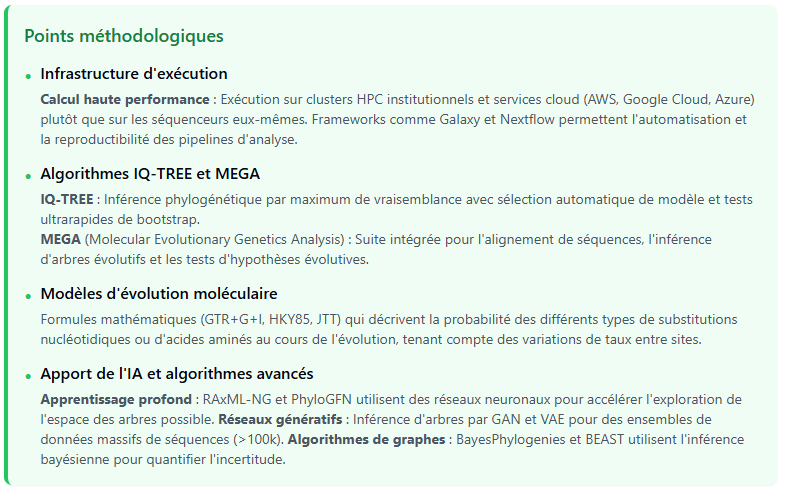 Points méthodologiques
• Infrastructure d'exécution
Calcul haute performance : Exécution sur clusters HPC institutionnels et services cloud (AWS, Google Cloud, Azure)
plutôt que sur les séquenceurs eux-mêmes. Frameworks comme Galaxy et Nextflow permettent l'automatisation et
la reproductibilité des pipelines d'analyse.
• Algorithmes IQ-TREE et MEGA
IQ-TREE : Inférence phylogénétique par maximum de vraisemblance avec sélection automatique de modèle et tests
ultrarapides de bootstrap.
MEGA (Molecular Evolutionary Genetics Analysis) : Suite intégrée pour l'alignement de séquences, l'inférence
d'arbres évolutifs et les tests d'hypothèses évolutives.
• Modèles d'évolution moléculaire
Formules mathématiques (GTR+G+I, HKY85, JTT) qui décrivent la probabilité des différents types de substitutions
nucléotidiques ou d'acides aminés au cours de l'évolution, tenant compte des variations de taux entre sites.
• Apport de l'IA et algorithmes avancés
Apprentissage profond : RAxML-NG et PhyloGFN utilisent des réseaux neuronaux pour accélérer l'exploration de
l'espace des arbres possible. Réseaux génératifs : Inférence d'arbres par GAN et VAE pour des ensembles de
données massifs de séquences (>100k). Algorithmes de graphes : BayesPhylogenies et BEAST utilisent l'inférence
bayésienne pour quantifier l'incertitude.